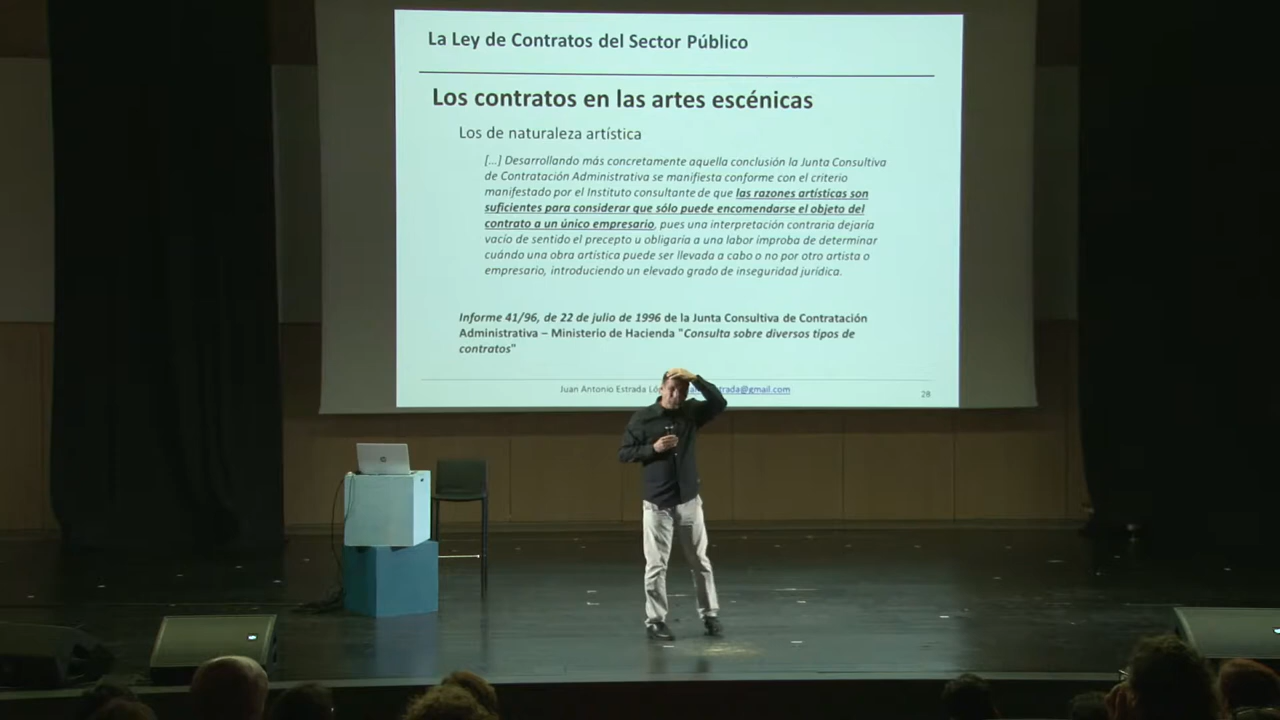 La Ley de Contratos del Sector Público
Los contratos en las artes escénicas
Los de naturaleza artística
[...] Desarrollando más concretamente aquella conclusión la Junta Consultiva
de Contratación Administrativa se manifiesta conforme con el criterio
manifestado por el Instituto consultante de que las razones artísticas son
suficientes para considerar que sólo puede encomendarse el objeto del
contrato a un único empresario, pues una interpretación contraria dejaría
vacío de sentido el precepto u obligaría a una labor improba de determinar
cuándo una obra artística puede ser llevada a cabo o no por otro artista o
empresario, introduciendo un elevado grado de inseguridad jurídica.
Informe 41/96, de 22 de julio de 1996 de la Junta Consultiva de Contratación
Administrativa – Ministerio de Hacienda "Consulta sobre diversos tipos de
contratos"
Juan Antonio Estrada
28